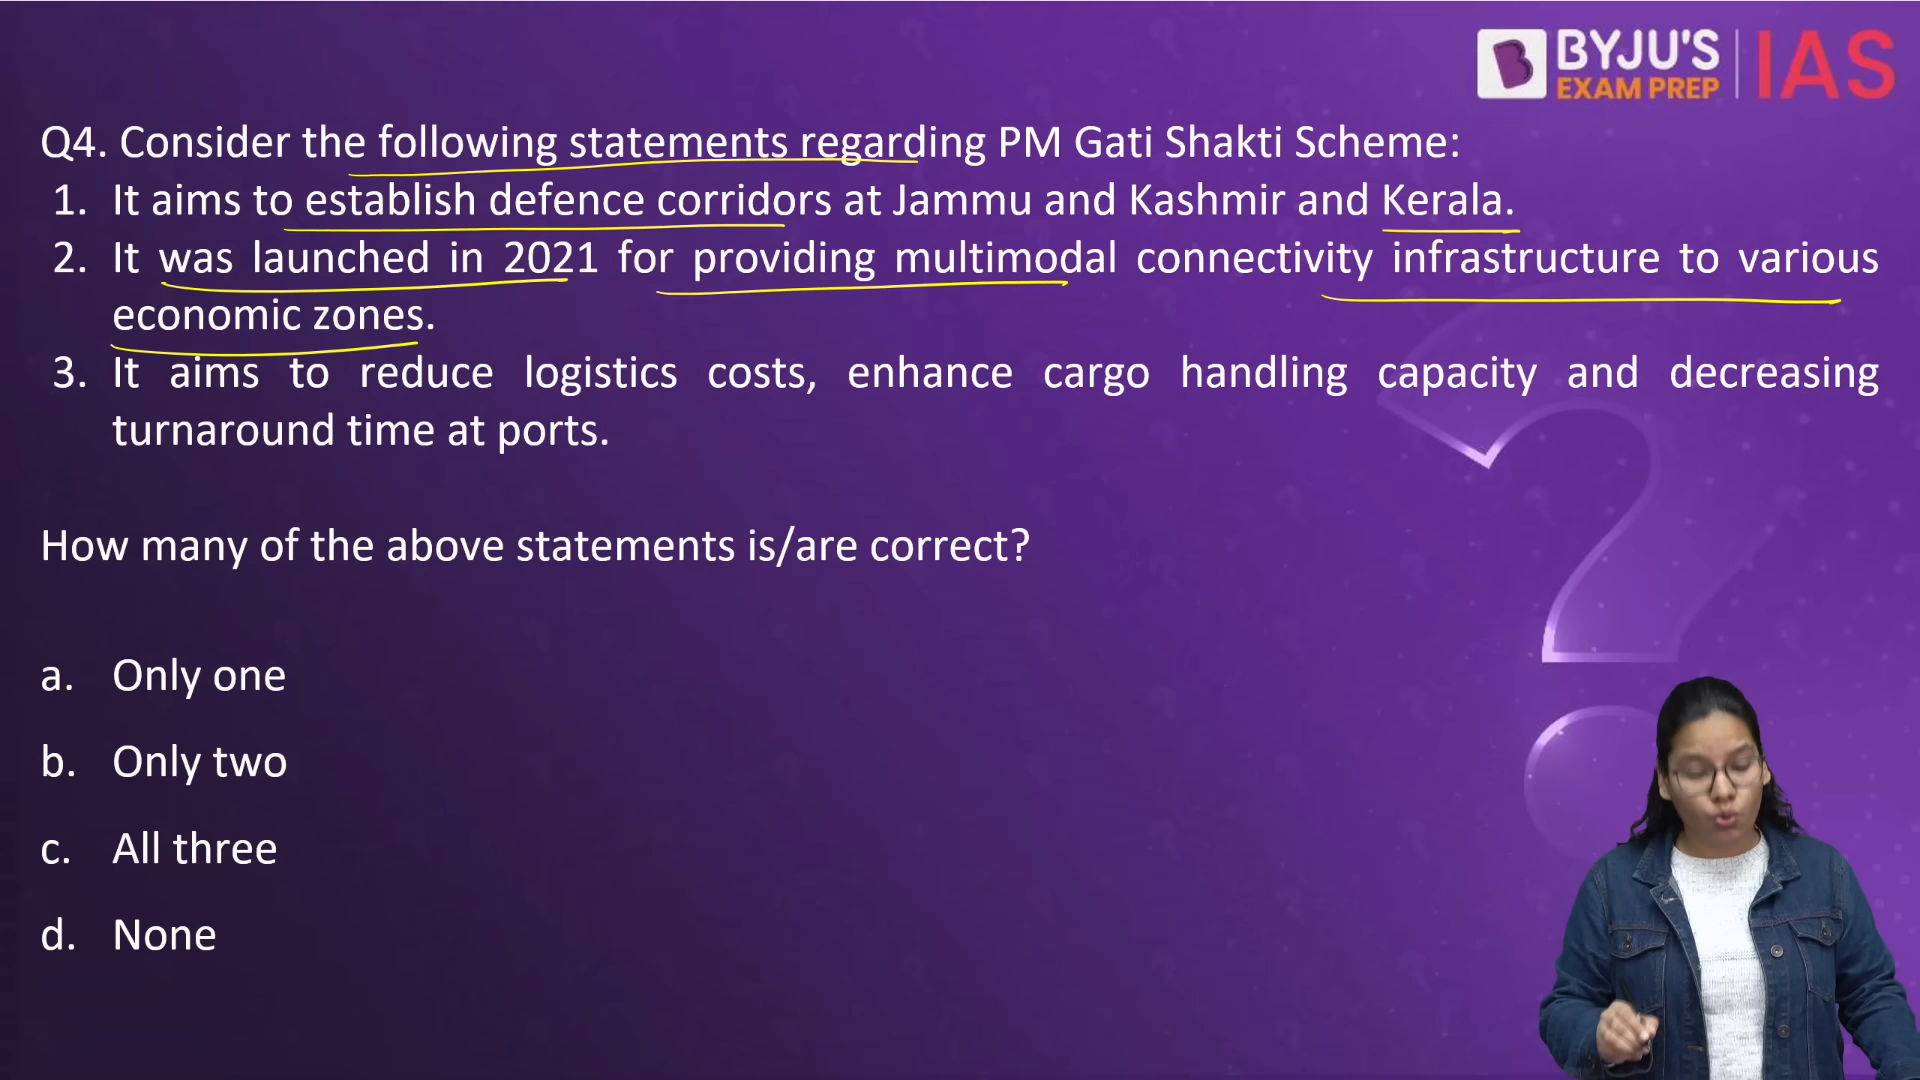 BYJU'S
EXAM PREP
IAS
Q4. Consider the following statements regarding PM Gati Shakti Scheme:
1. It aims to establish defence corridors at Jammu and Kashmir and Kerala.
2. It was launched in 2021 for providing multimodal connectivity infrastructure to various
economic zones.
3. It aims to reduce logistics costs, enhance cargo handling capacity and decreasing
turnaround time at ports.
How many of the above statements is/are correct?
a. Only one
b. Only two
c. All three
d. None